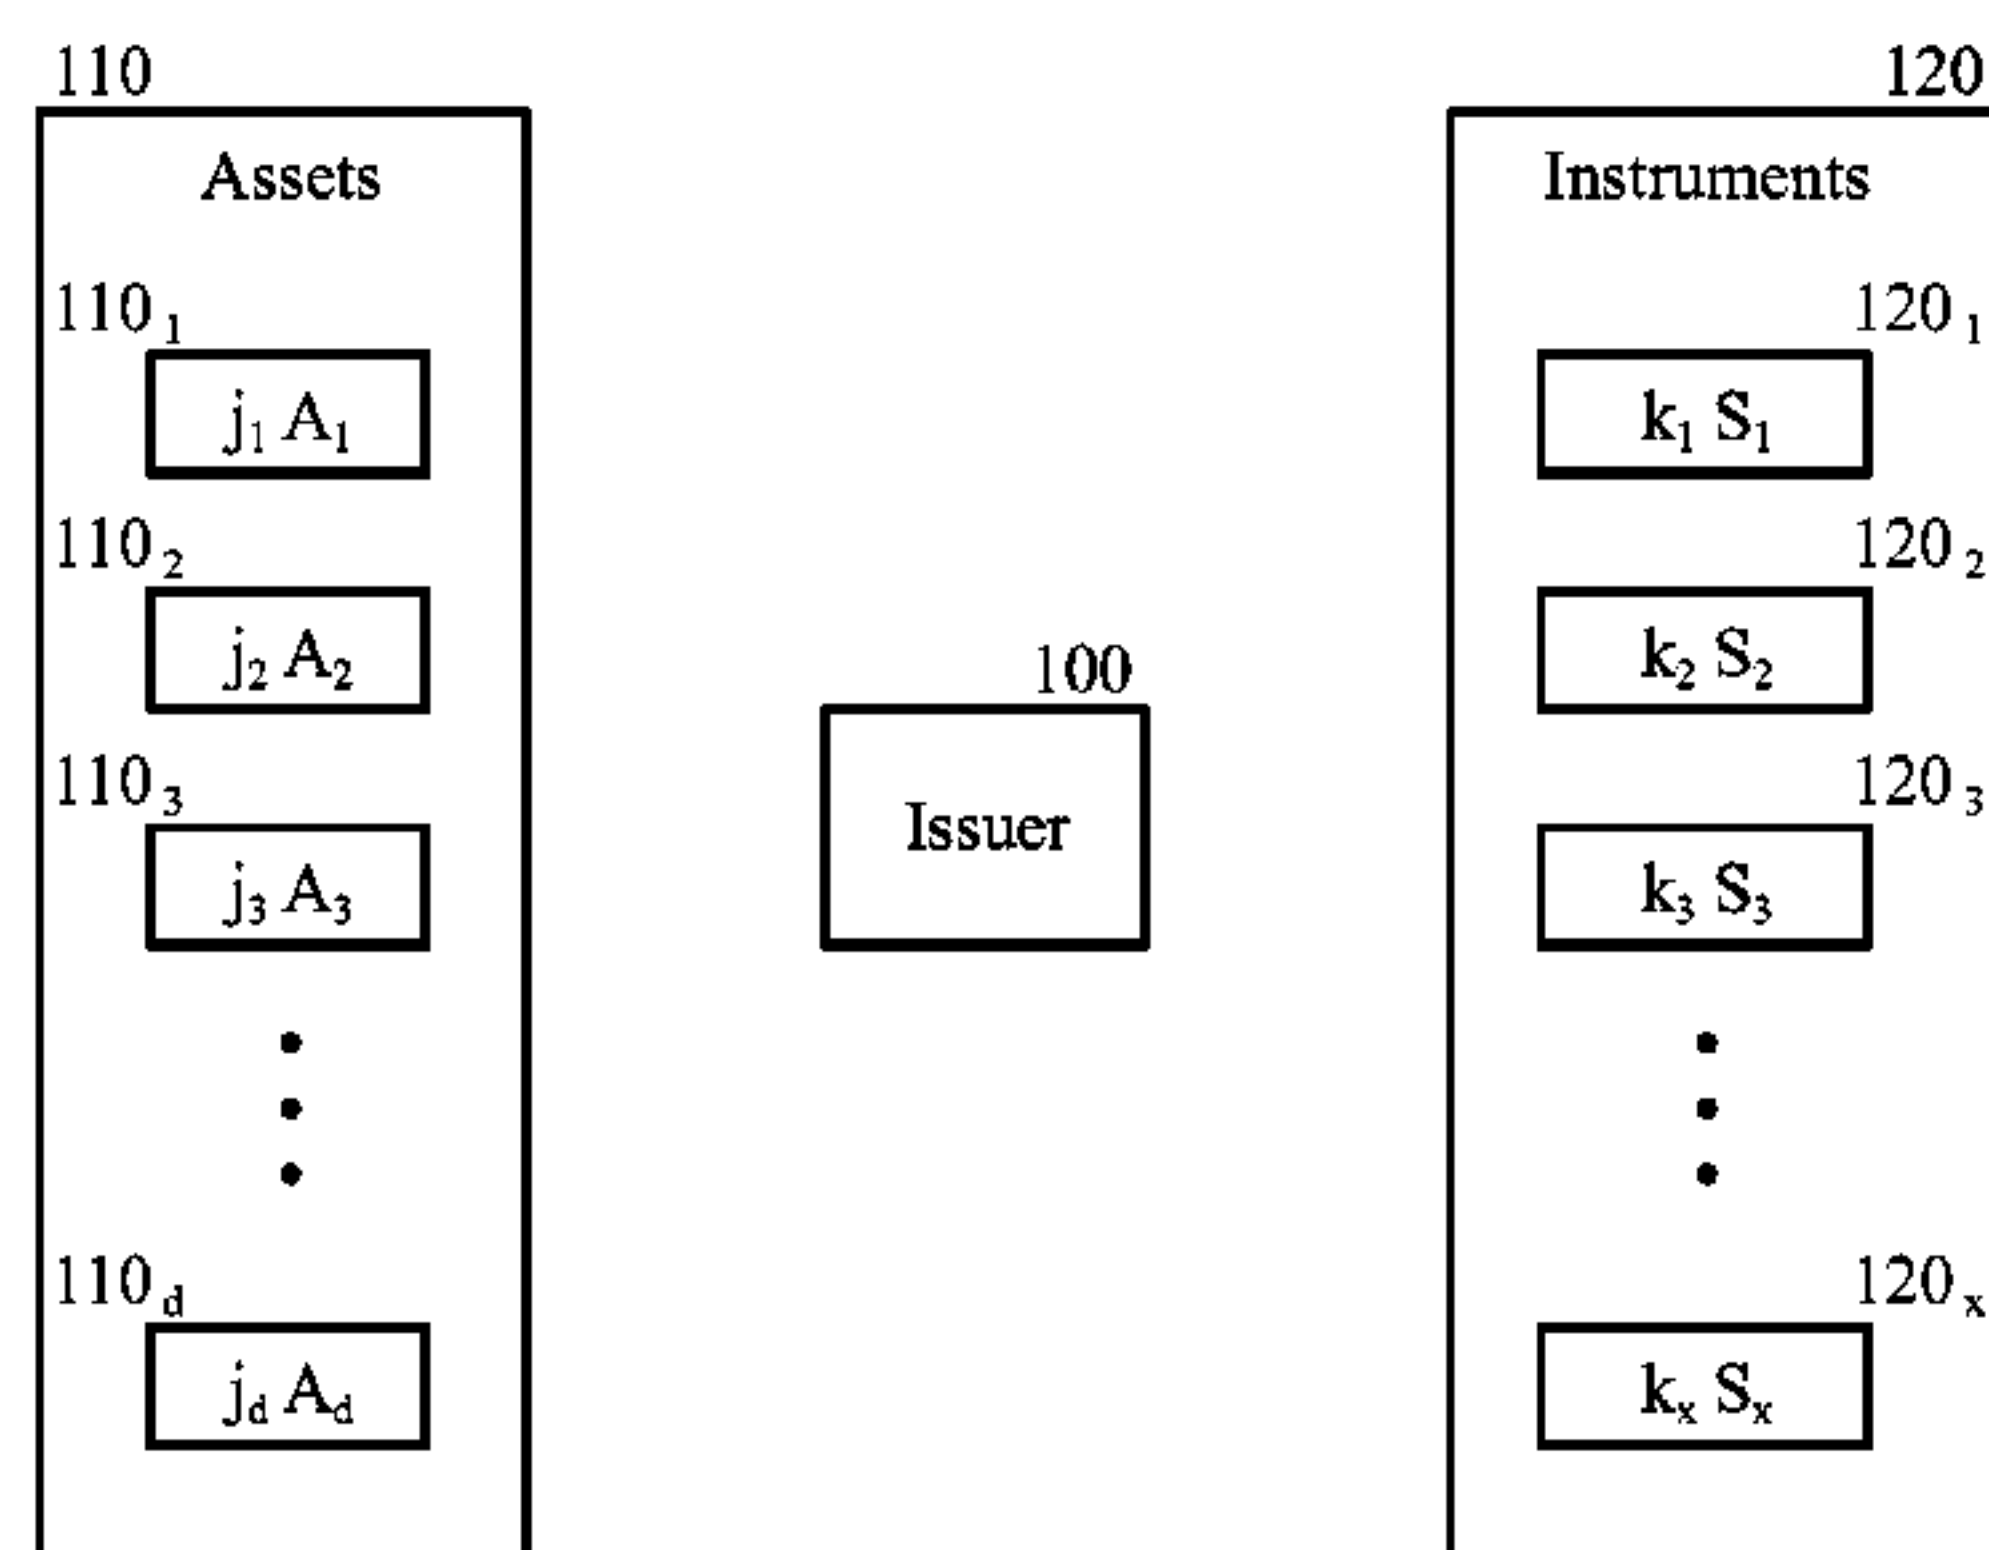 110
Assets
110₁
j₁ A₁
110₂
j₂ A₂
110₃
j₃ A₃
110d
jd Ad
100
Issuer
120
Instruments
120₁
k₁ S₁
120₂
k₂ S₂
120₃
k₃ S₃
120ₓ
kₓ Sₓ